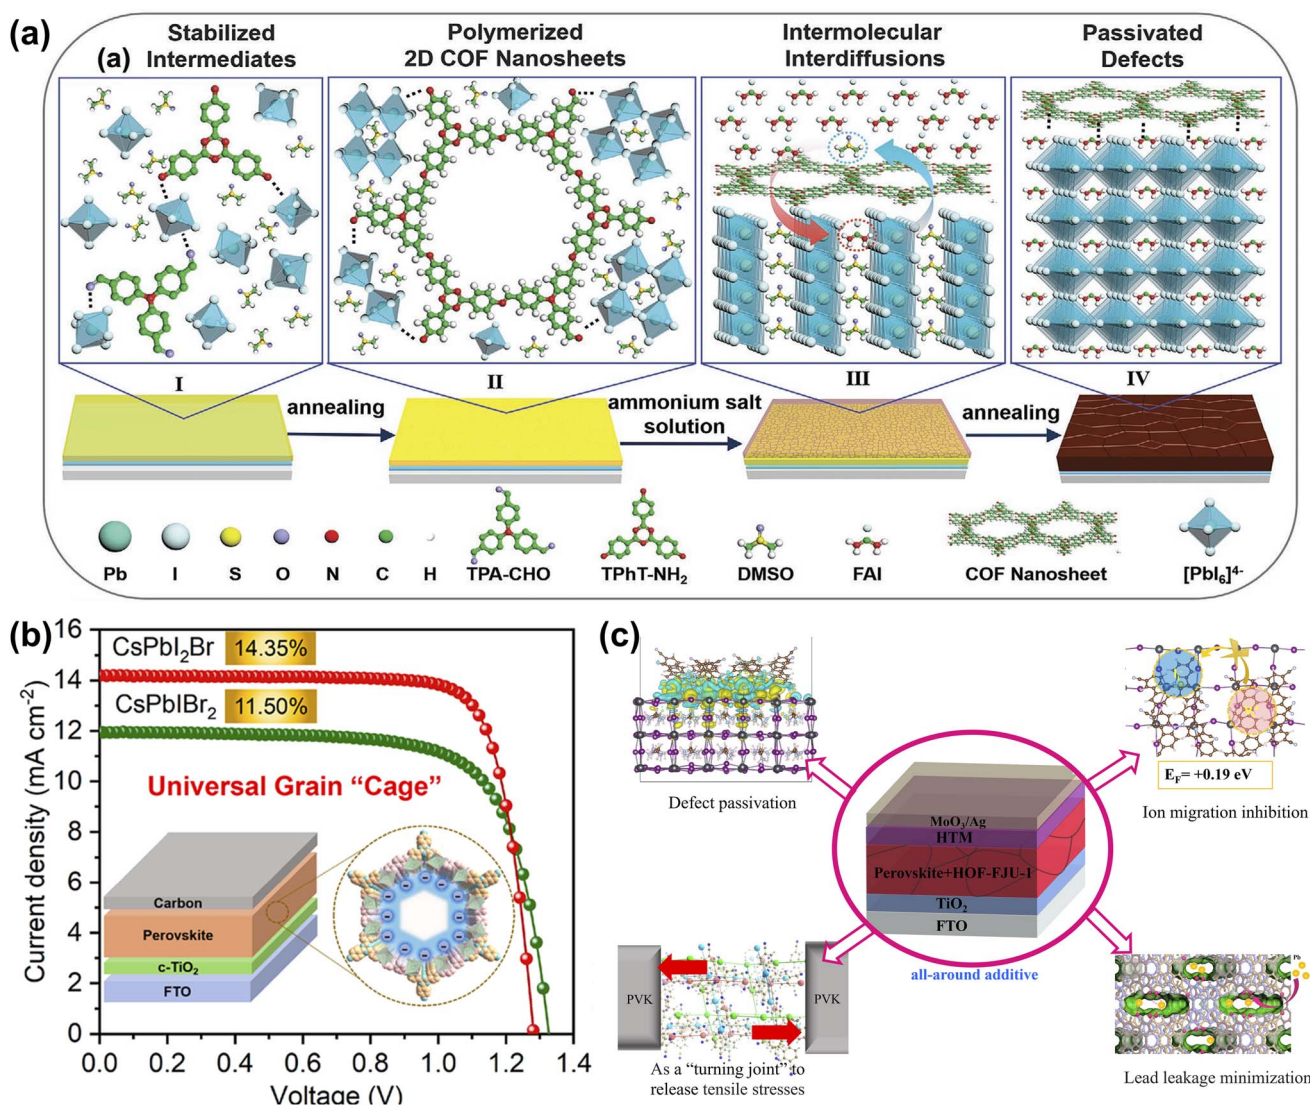 (a)
Stabilized
Intermediates
Polymerized
2D COF Nanosheets
Intermolecular
Interdiffusions
Passivated
Defects
(a)
I
II
III
IV
annealing
ammonium salt
solution
annealing
Pb
I
S
O
N
C
H
TPA-CHO
TPhT-NH₂
DMSO
FAI
COF Nanosheet
[PbI₆]⁴⁻
(b)
16
14
12
10
8
6
4
2
0
Current density (mA cm⁻²)
CsPbI₂Br
14.35%
CsPbIBr₂
11.50%
Universal Grain “Cage”
Carbon
Perovskite
c-TiO₂
FTO
0.0
0.2
0.4
0.6
0.8
1.0
1.2
1.4
Voltage (V)
(c)
Defect passivation
E_F= +0.19 eV
Ion migration inhibition
MoO₃/Ag
HTM
Perovskite+HOF-FJU-1
TiO₂
FTO
all-around additive
PVK
PVK
As a “turning joint” to
release tensile stresses
Pb
Lead leakage minimization